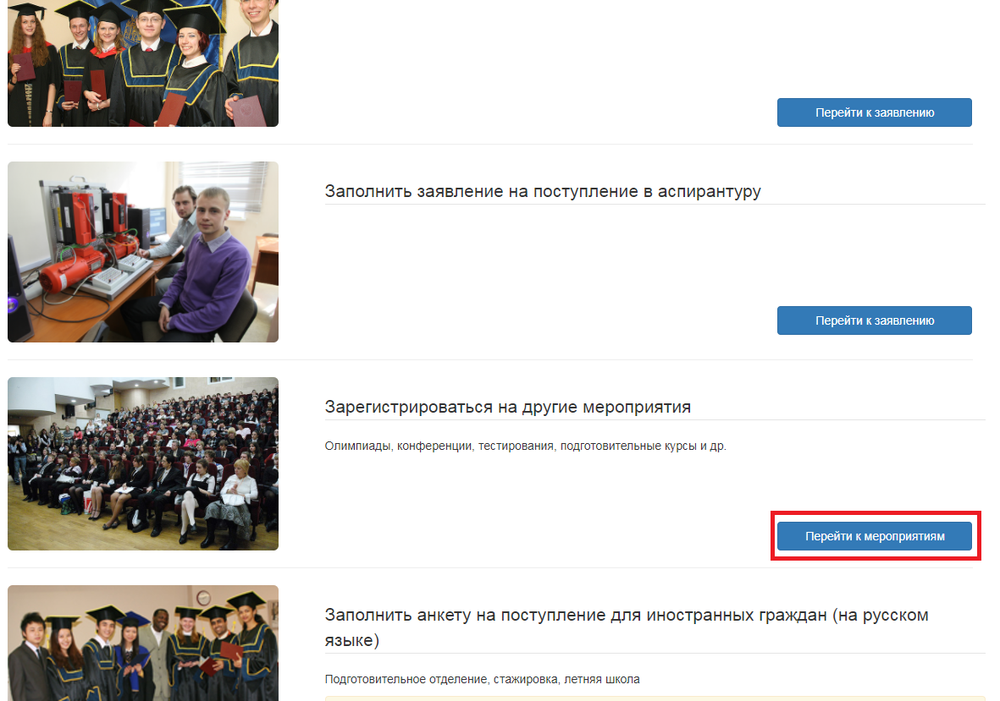 Перейти к заявлению
Заполнить заявление на поступление в аспирантуру
Перейти к заявлению
Зарегистрироваться на другие мероприятия
Олимпиады, конференции, тестирования, подготовительные курсы и др.
Перейти к мероприятиям
Заполнить анкету на поступление для иностранных граждан (на русском
языке)
Подготовительное отделение, стажировка, летняя школа